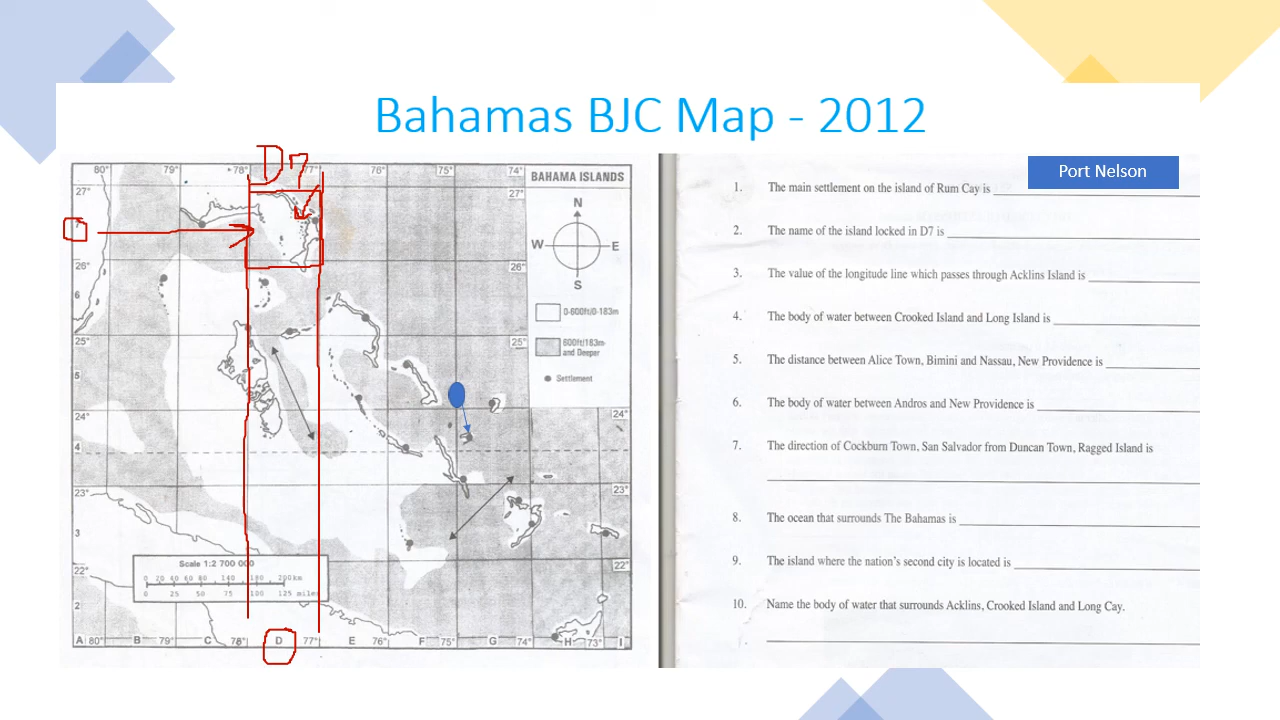 Bahamas BJC Map - 2012
D7
80° 79° 78° 77° 76° 75° 74°
BAHAMA ISLANDS
27° 27°
N
7
W E
26° 26°
S
6
0-600ft/0-183m
25° 25°
600ft/183m
and Deeper
5
Settlement
24° 24°
4
23° 23°
3
Scale 1:2 700 000
22° 22°
0 20 40 60 80 140 180 200km
0 25 50 75 100 125 miles
2
A 80° B 79° C 78° D 77° E 76° F 75° G 74° H 73° I
Port Nelson
1. The main settlement on the island of Rum Cay is
2. The name of the island locked in D7 is
3. The value of the longitude line which passes through Acklins Island is
4. The body of water between Crooked Island and Long Island is
5. The distance between Alice Town, Bimini and Nassau, New Providence is
6. The body of water between Andros and New Providence is
7. The direction of Cockburn Town, San Salvador from Duncan Town, Ragged Island is
8. The ocean that surrounds The Bahamas is
9. The island where the nation's second city is located is
10. Name the body of water that surrounds Acklins, Crooked Island and Long Cay.